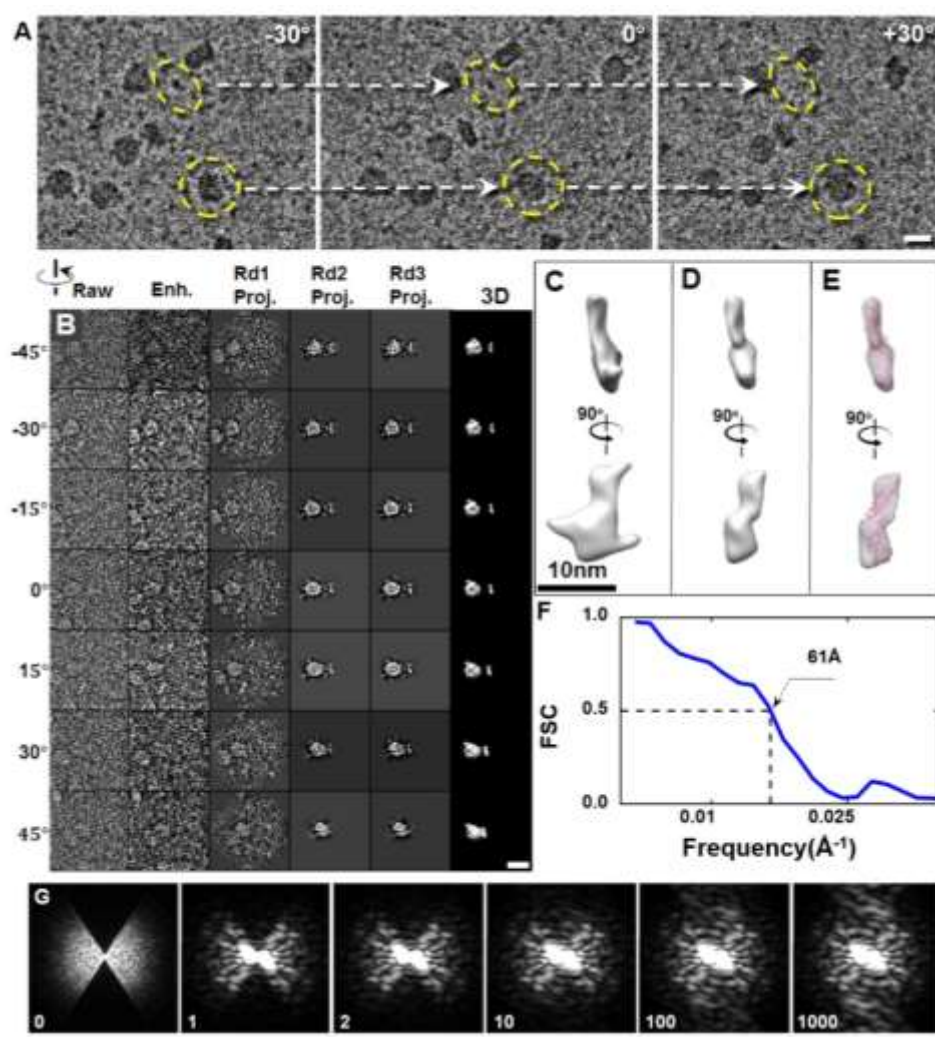 A
-30°
0°
+30°
Raw
Enh.
Rd1
Proj.
Rd2
Proj.
Rd3
Proj.
3D
B
-45°
-30°
-15°
0°
15°
30°
45°
C
D
E
90°
90°
90°
10nm
F
1.0
0.5
0.0
FSC
61Å
0.01
0.025
Frequency(Å⁻¹)
G
0
1
2
10
100
1000